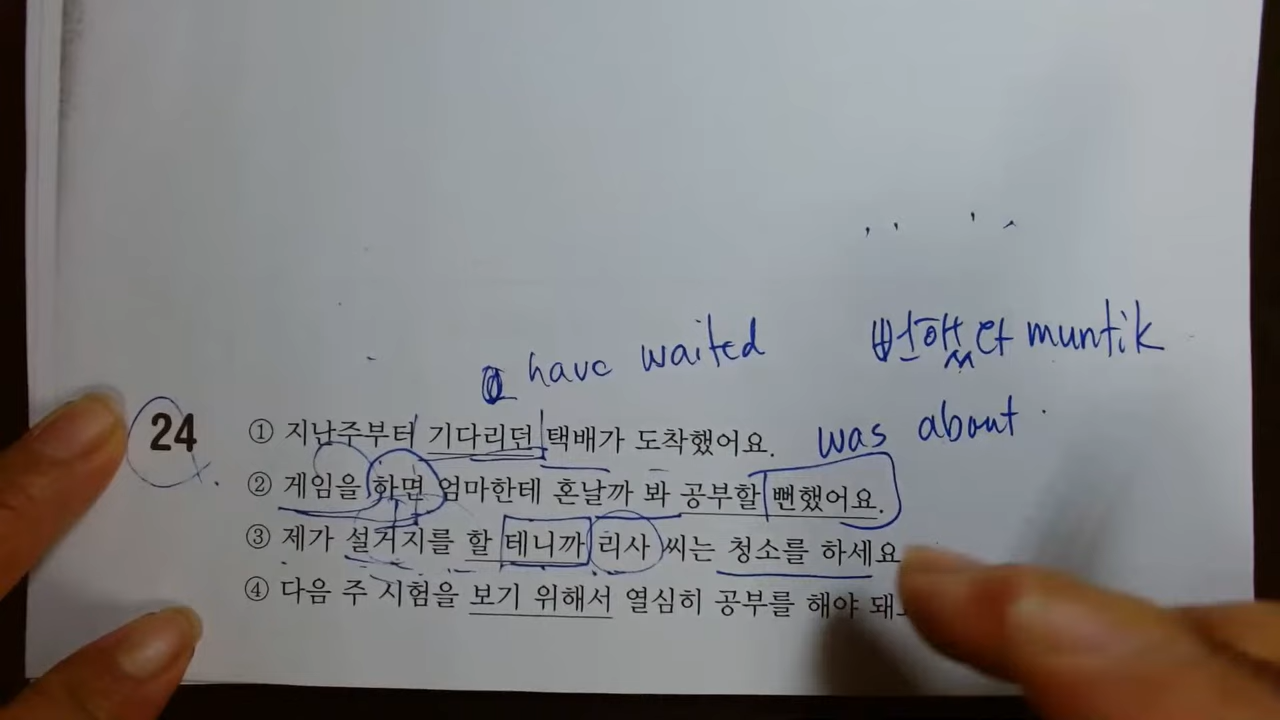 have waited
뻔했다 muntik
was about
24 ① 지난주부터 기다리던 택배가 도착했어요.
② 게임을 하면 엄마한테 혼날까 봐 공부할 뻔했어요.
③ 제가 설거지를 할 테니까 리사 씨는 청소를 하세요
④ 다음 주 시험을 보기 위해서 열심히 공부를 해야